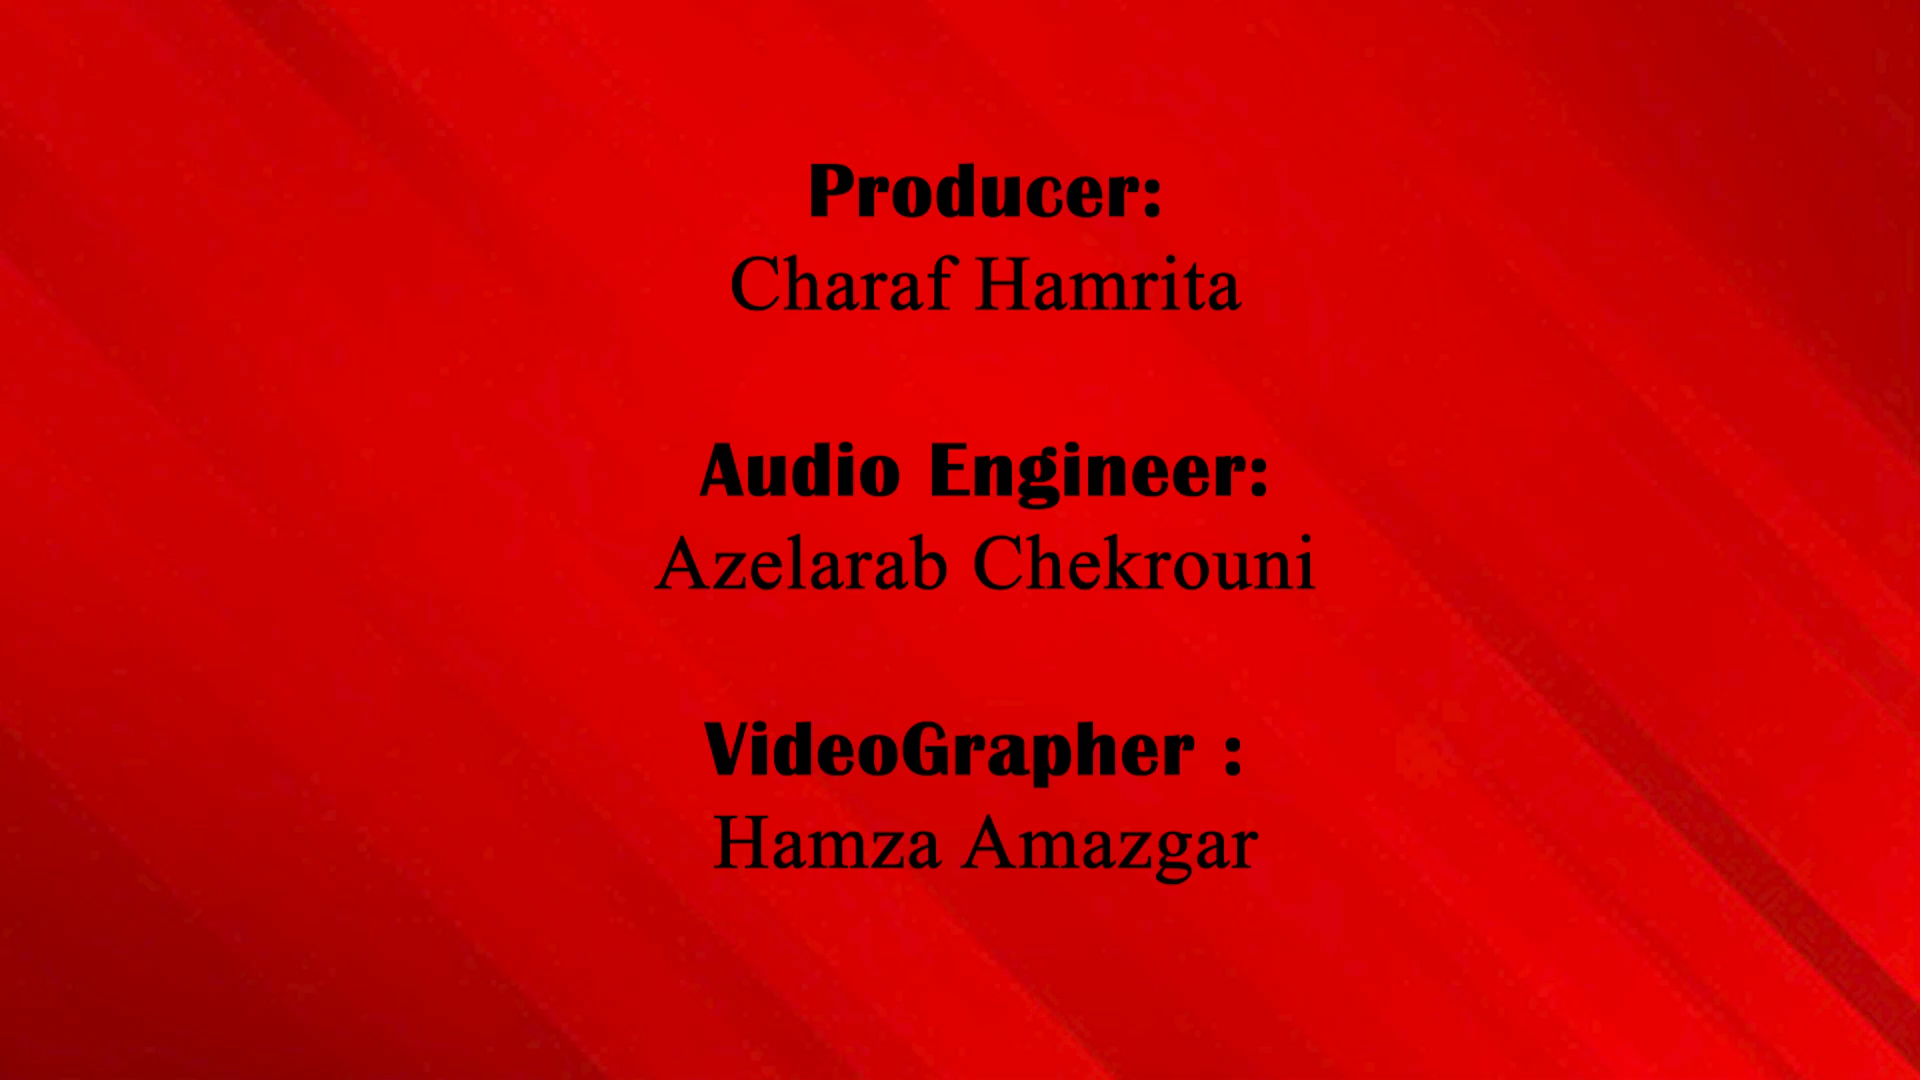 Producer:
Charaf Hamrita
Audio Engineer:
Azelarab Chekrouni
VideoGrapher :
Hamza Amazgar